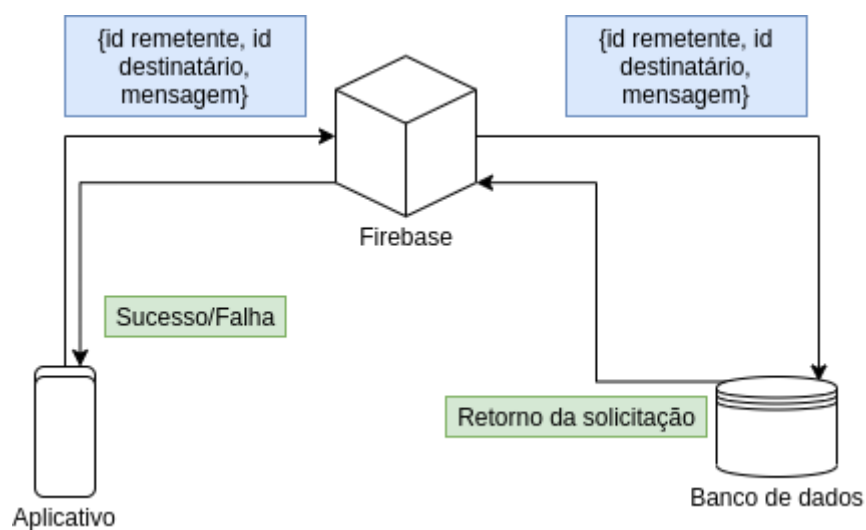 {id remetente, id
destinatário,
mensagem}
{id remetente, id
destinatário,
mensagem}
Firebase
Sucesso/Falha
Retorno da solicitação
Banco de dados
Aplicativo